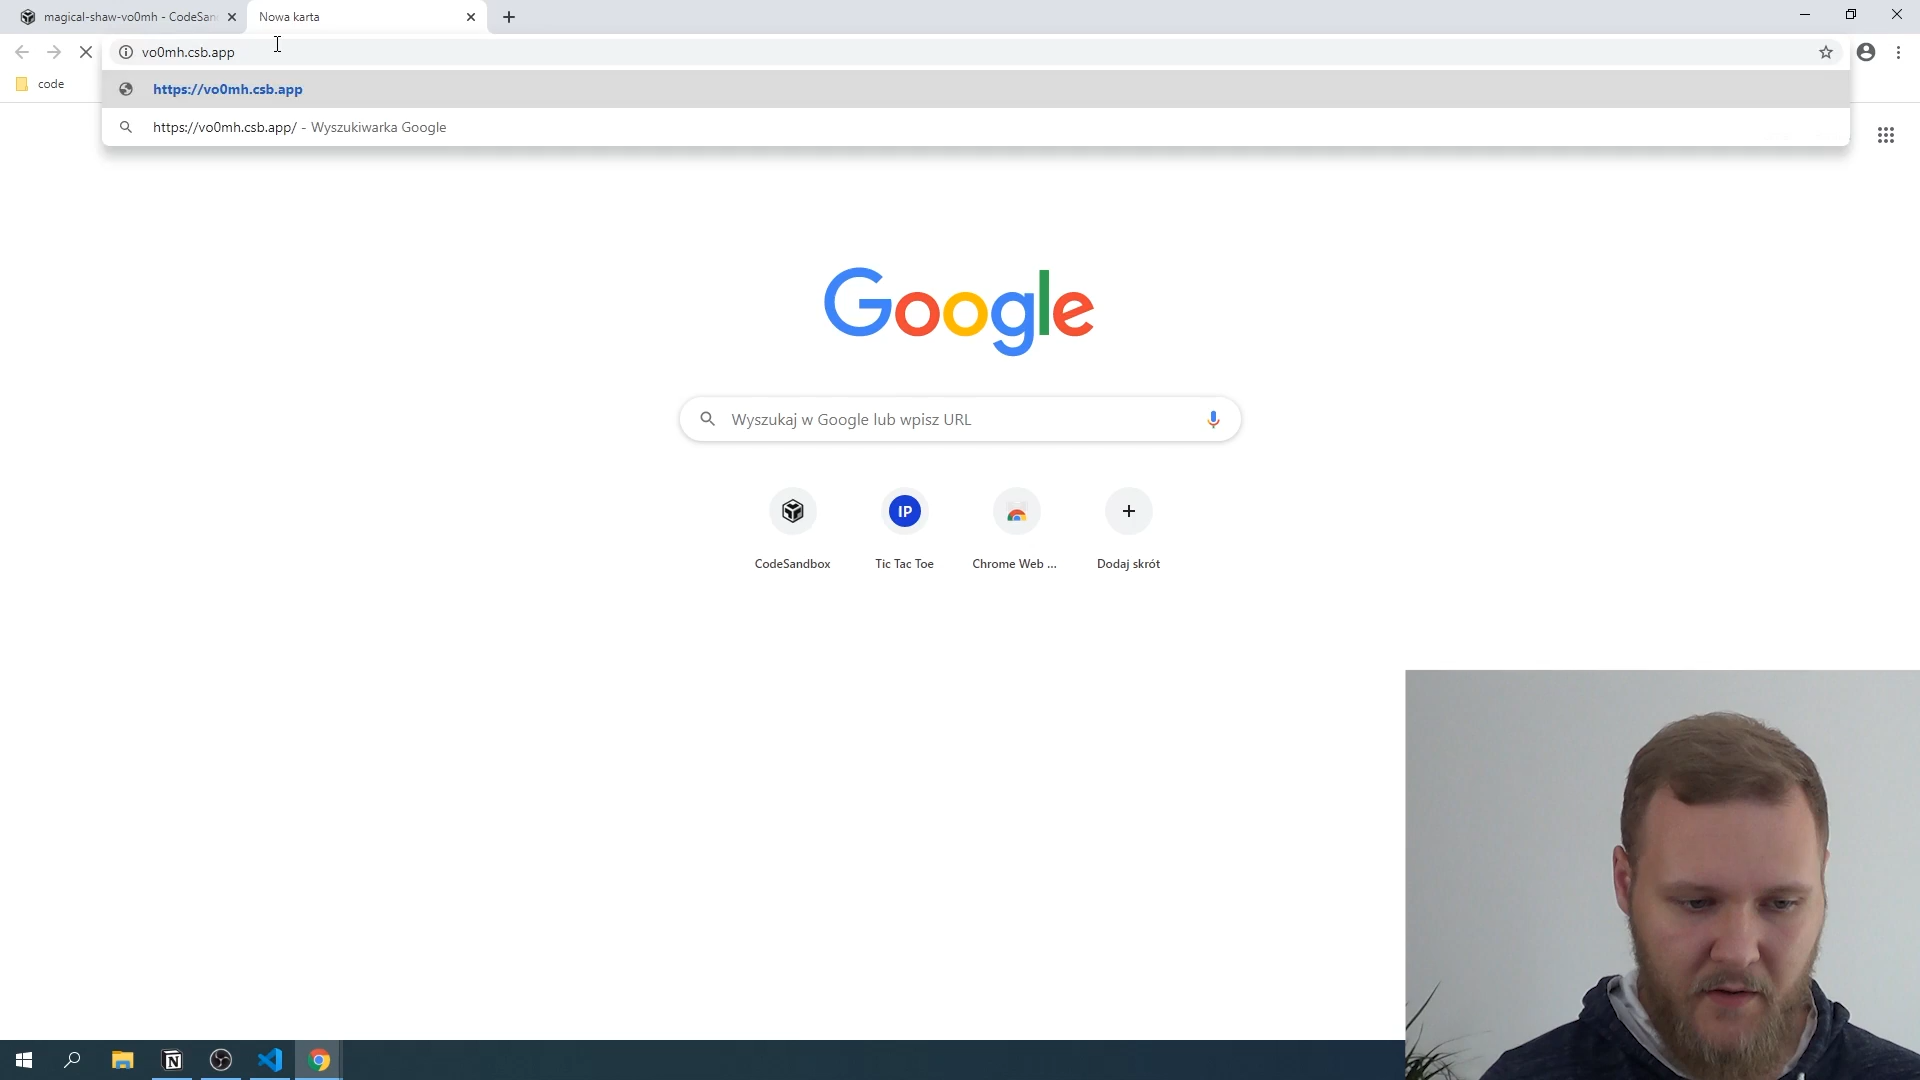 magical-shaw-vo0mh - CodeSan
Nowa karta
vo0mh.csb.app
code
https://vo0mh.csb.app
https://vo0mh.csb.app/ - Wyszukiwarka Google
Google
Wyszukaj w Google lub wpisz URL
IP
CodeSandbox
Tic Tac Toe
Chrome Web ...
Dodaj skrót